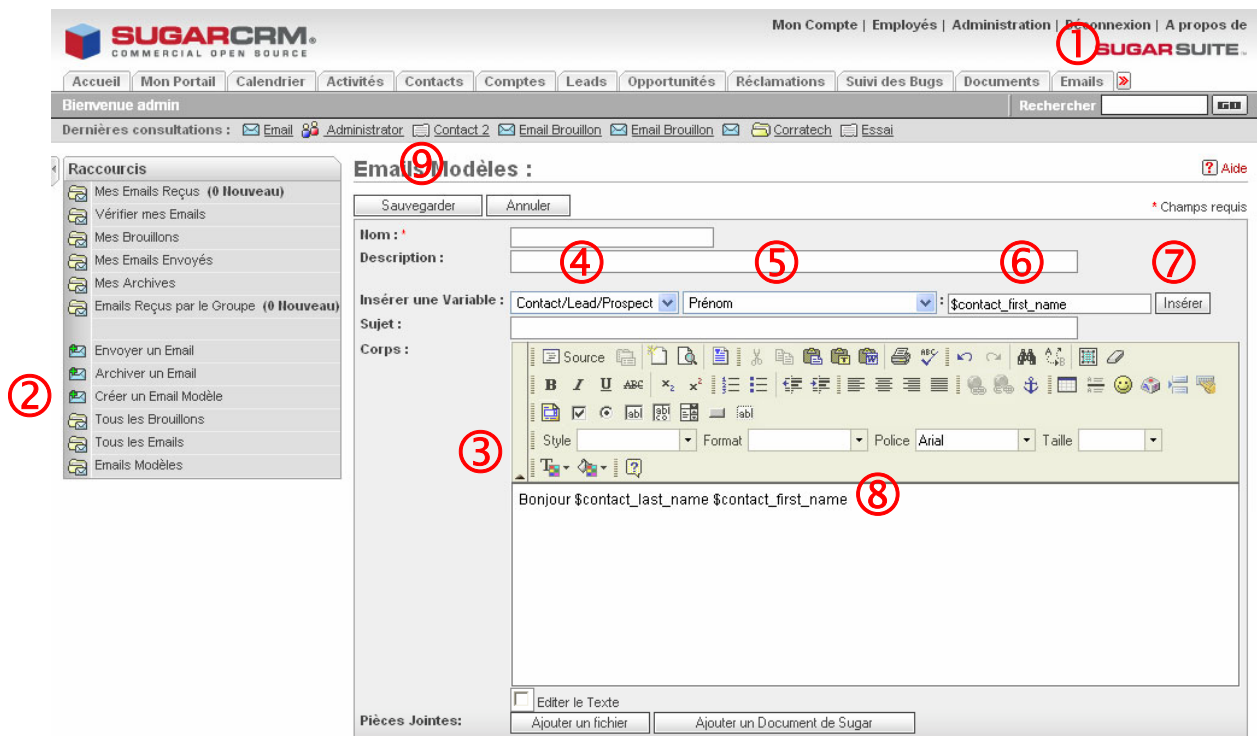 Mon Compte | Employés | Administration | Déconnexion | A propos de
SUGARCRM.
COMMERCIAL OPEN SOURCE
①
SUGARSUITE
Accueil Mon Portail Calendrier Activités Contacts Comptes Leads Opportunités Réclamations Suivi des Bugs Documents Emails »
Bienvenue admin Rechercher GO
Dernières consultations : Email Administrator Contact 2 Email Brouillon Email Brouillon Corratech Essai
Raccourcis
Mes Emails Reçus (0 Nouveau)
Vérifier mes Emails
Mes Brouillons
Mes Emails Envoyés
Mes Archives
Emails Reçus par le Groupe (0 Nouveau)
Envoyer un Email
Archiver un Email
② Créer un Email Modèle
Tous les Brouillons
Tous les Emails
Emails Modèles
⑨
Emails Modèles : ? Aide
Sauvegarder Annuler * Champs requis
Nom : *
Description : ④ ⑤ ⑥ ⑦
Insérer une Variable : Contact/Lead/Prospect Prénom : $contact_first_name Insérer
Sujet :
Corps : Source
B I U ABC x₂ x²
③ Style Format Police Arial Taille
Bonjour $contact_last_name $contact_first_name ⑧
Editer le Texte
Pièces Jointes: Ajouter un fichier Ajouter un Document de Sugar